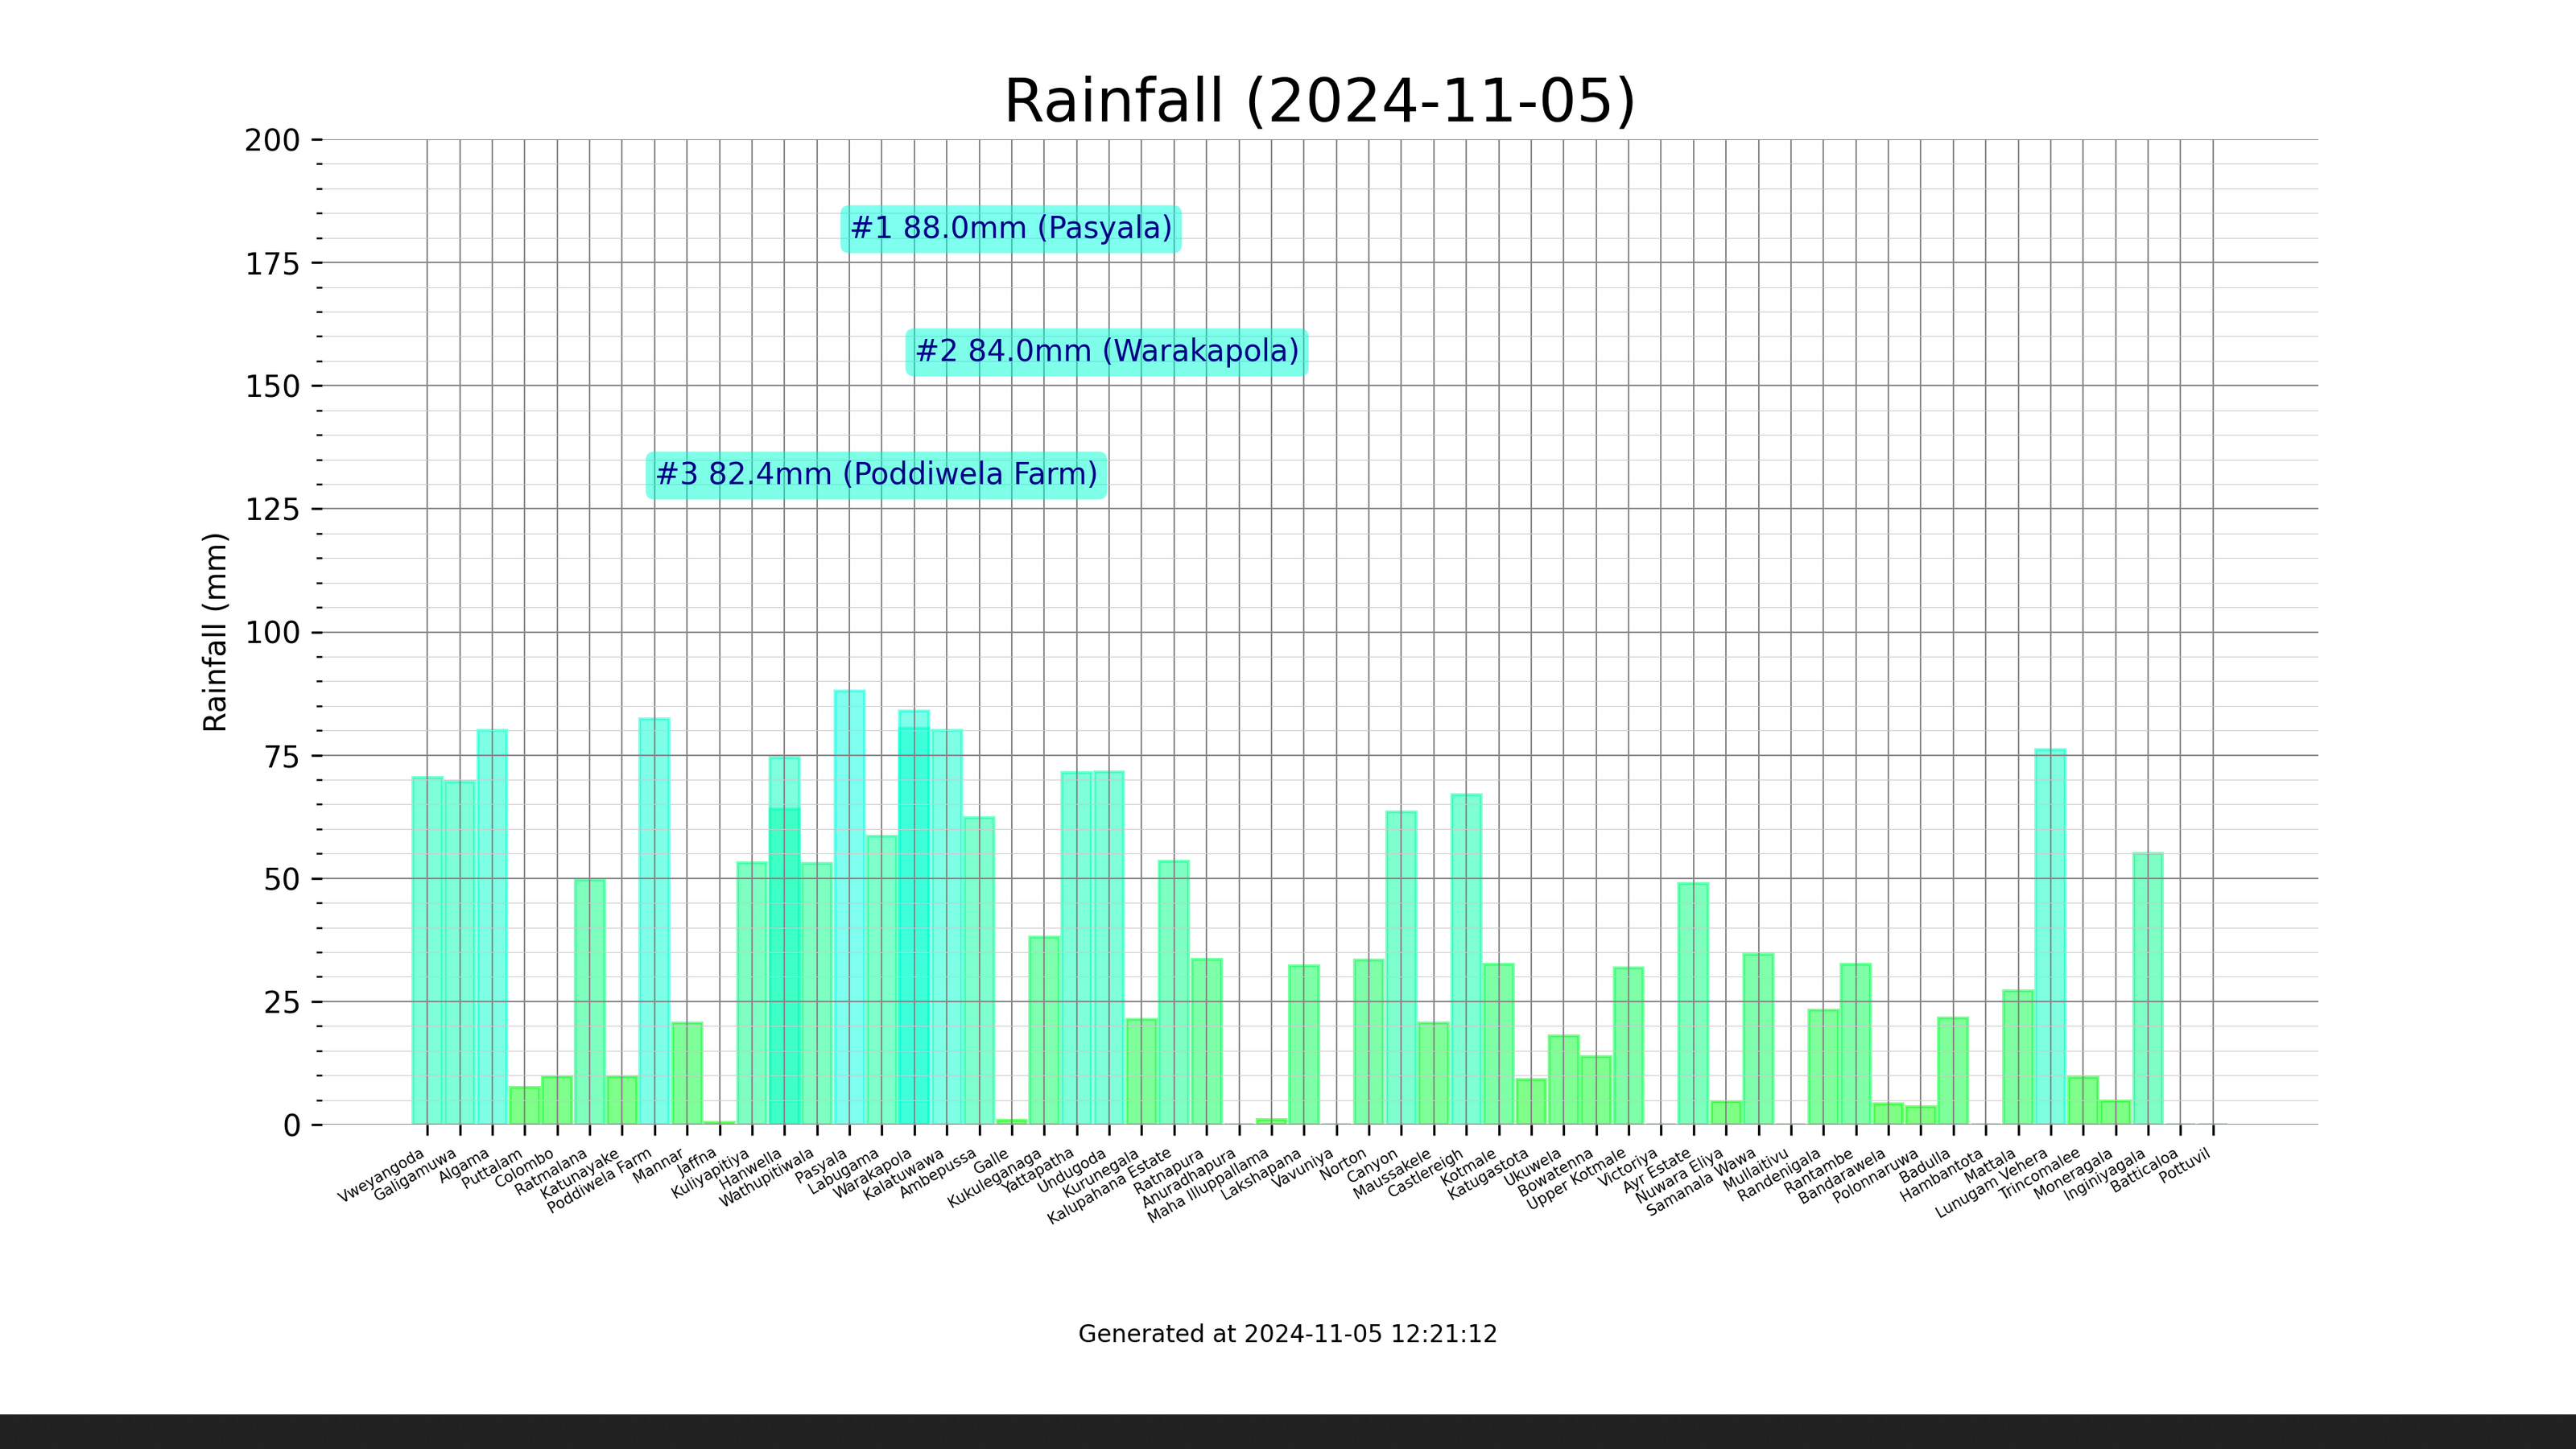 Rainfall (2024-11-05)
200
175
150
125
100
75
50
25
0
Rainfall (mm)
#1 88.0mm (Pasyala)
#2 84.0mm (Warakapola)
#3 82.4mm (Poddiwela Farm)
Vweyangoda
Galigamuwa
Algama
Puttalam
Colombo
Ratmalana
Katunayake
Poddiwela Farm
Mannar
Jaffna
Kuliyapitiya
Hanwella
Wathupitiwala
Pasyala
Labugama
Warakapola
Kalatuwawa
Ambepussa
Galle
Kukuleganaga
Yattapatha
Undugoda
Kurunegala
Kalupahana Estate
Ratnapura
Anuradhapura
Maha Illuppallama
Lakshapana
Vavuniya
Norton
Canyon
Maussakele
Castlereigh
Kotmale
Katugastota
Ukuwela
Bowatenna
Upper Kotmale
Victoriya
Ayr Estate
Nuwara Eliya
Samanala Wawa
Mullaitivu
Randenigala
Rantambe
Bandarawela
Polonnaruwa
Badulla
Hambantota
Mattala
Lunugam Vehera
Trincomalee
Moneragala
Inginiyagala
Batticaloa
Pottuvil
Generated at 2024-11-05 12:21:12